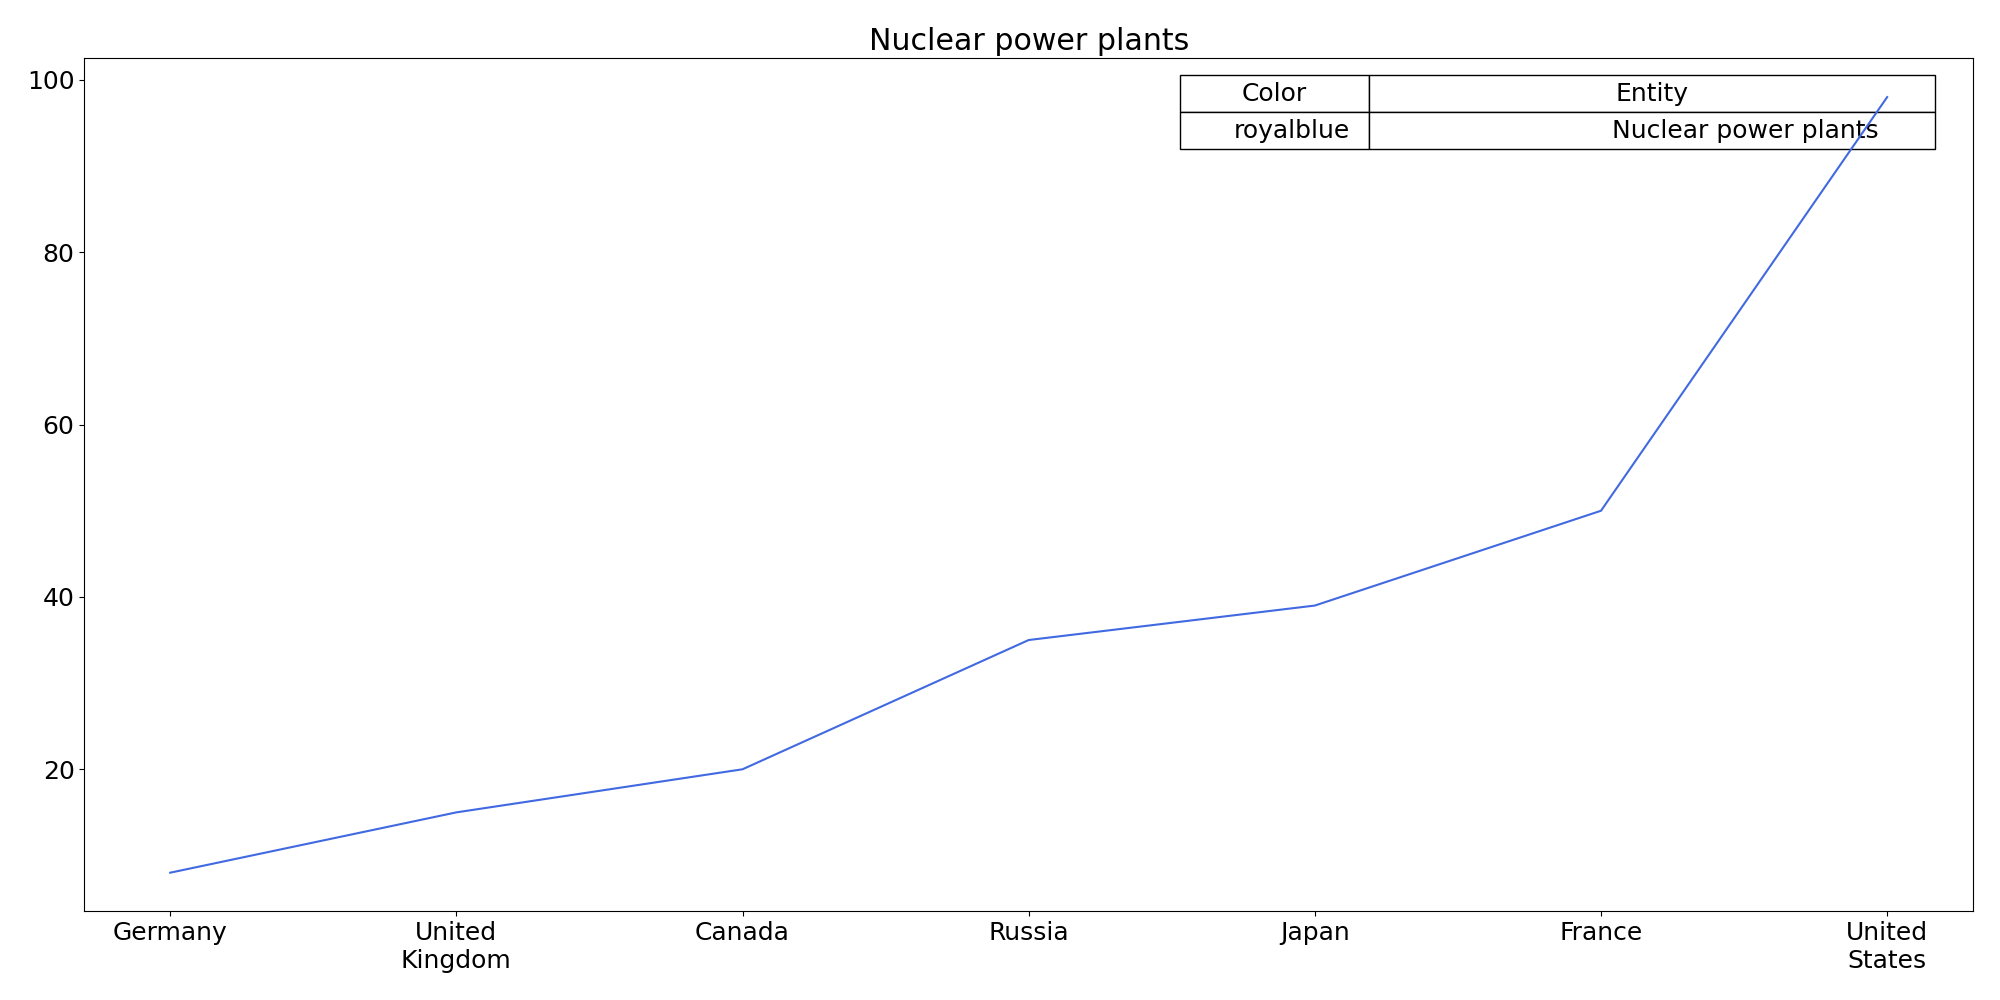 Nuclear power plants
Color Entity
royalblue Nuclear power plants
100
80
60
40
20
Germany United Kingdom Canada Russia Japan France United States